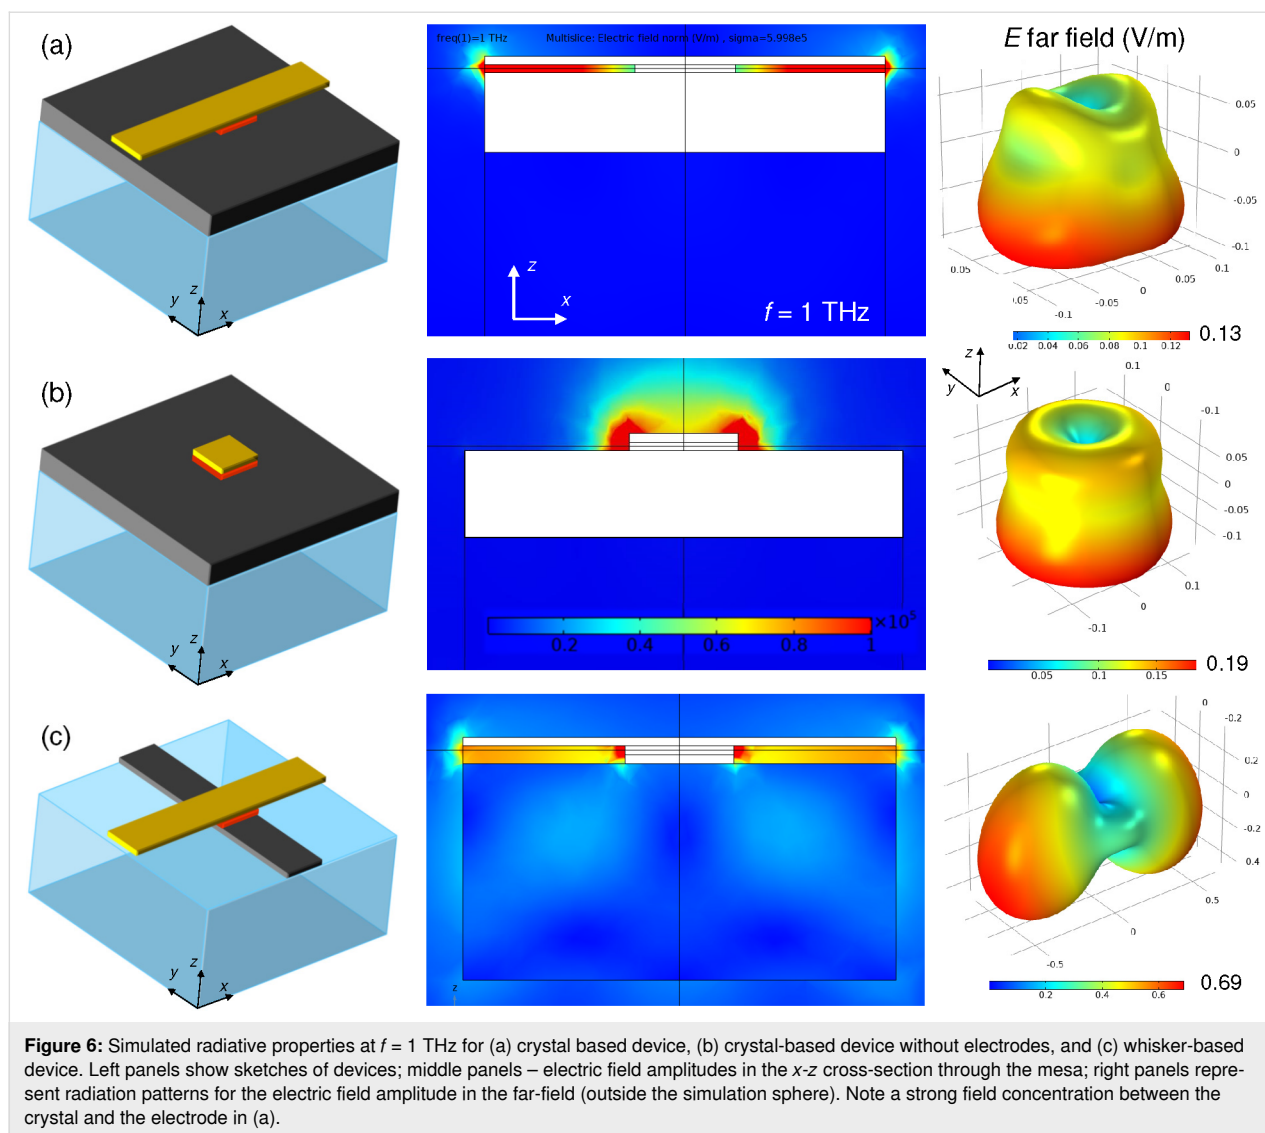 (a)
z
y
x
freq(1)=1 THz Multislice: Electric field norm (V/m) , sigma=5.998e5
z
x
f = 1 THz
E far field (V/m)
0.05
0
-0.05
-0.1
0.05
0.1
0.05
0
-0.05
-0.1
0.02 0.04 0.06 0.08 0.1 0.12
0.13
(b)
z
y
x
×10⁵
0.2 0.4 0.6 0.8 1
z
y
x
0.1
0
-0.1
0.05
0
-0.05
-0.1
0.1
0
-0.1
0.05 0.1 0.15
0.19
(c)
z
y
x
z
0
-0.2
0.2
0
-0.2
0.4
0.5
0
-0.5
0.2 0.4 0.6
0.69
Figure 6: Simulated radiative properties at f = 1 THz for (a) crystal based device, (b) crystal-based device without electrodes, and (c) whisker-based
device. Left panels show sketches of devices; middle panels – electric field amplitudes in the x-z cross-section through the mesa; right panels repre-
sent radiation patterns for the electric field amplitude in the far-field (outside the simulation sphere). Note a strong field concentration between the
crystal and the electrode in (a).